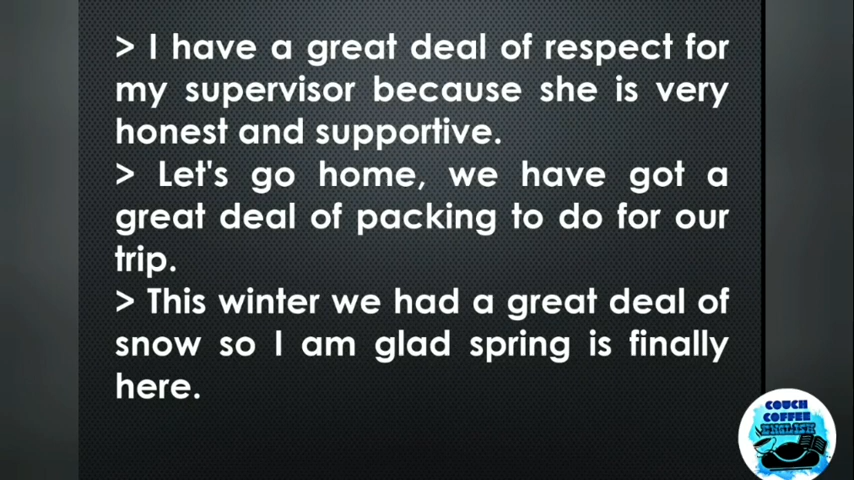 > I have a great deal of respect for
my supervisor because she is very
honest and supportive.
> Let's go home, we have got a
great deal of packing to do for our
trip.
> This winter we had a great deal of
snow so I am glad spring is finally
here.
COUCH
COFFEE
ENGLISH